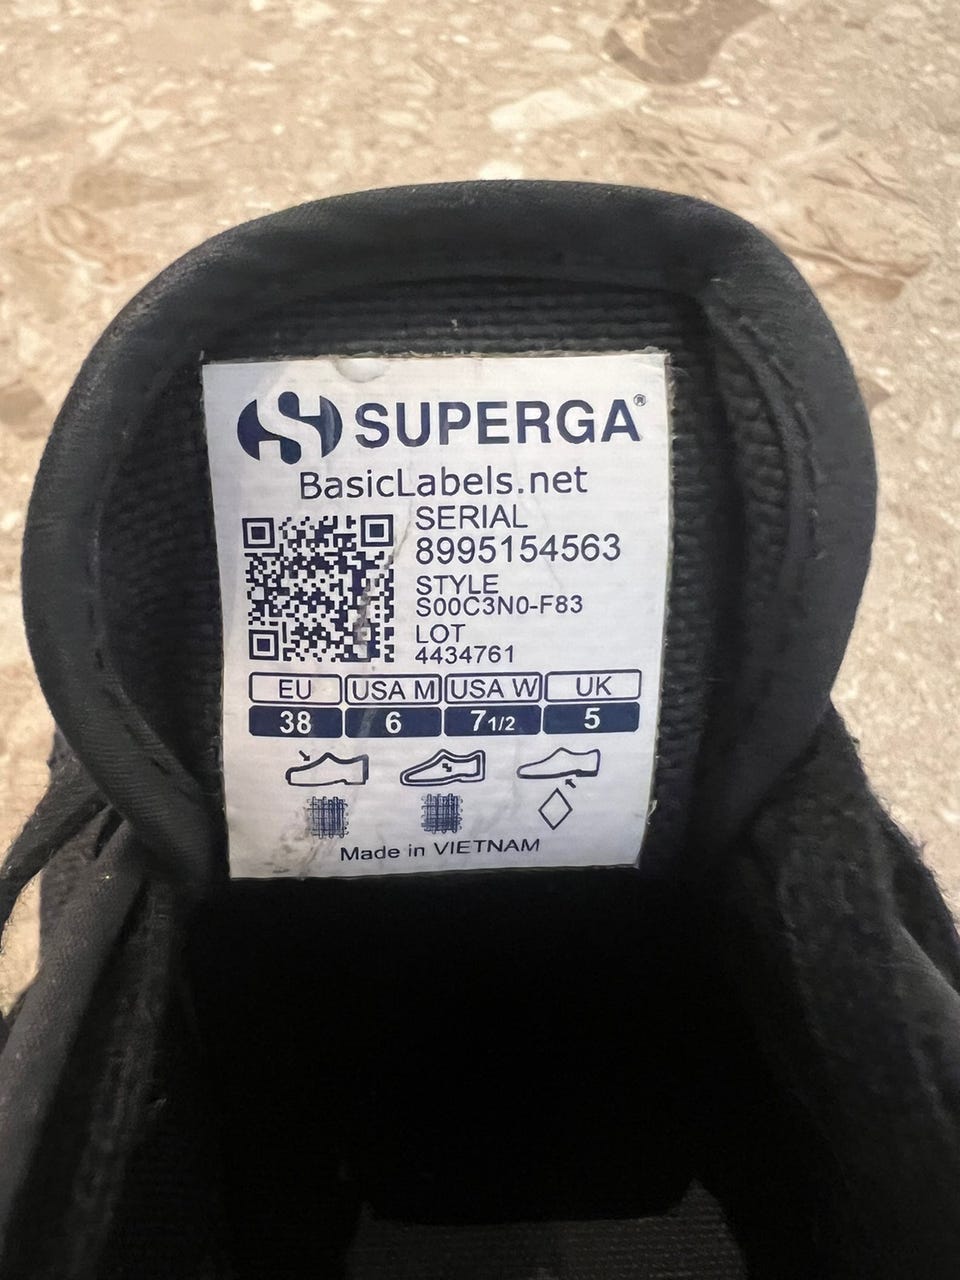 SUPERGA®
BasicLabels.net
SERIAL
8995154563
STYLE
S00C3N0-F83
LOT
4434761
EU USA M USA W UK
38 6 7 1/2 5
Made in VIETNAM